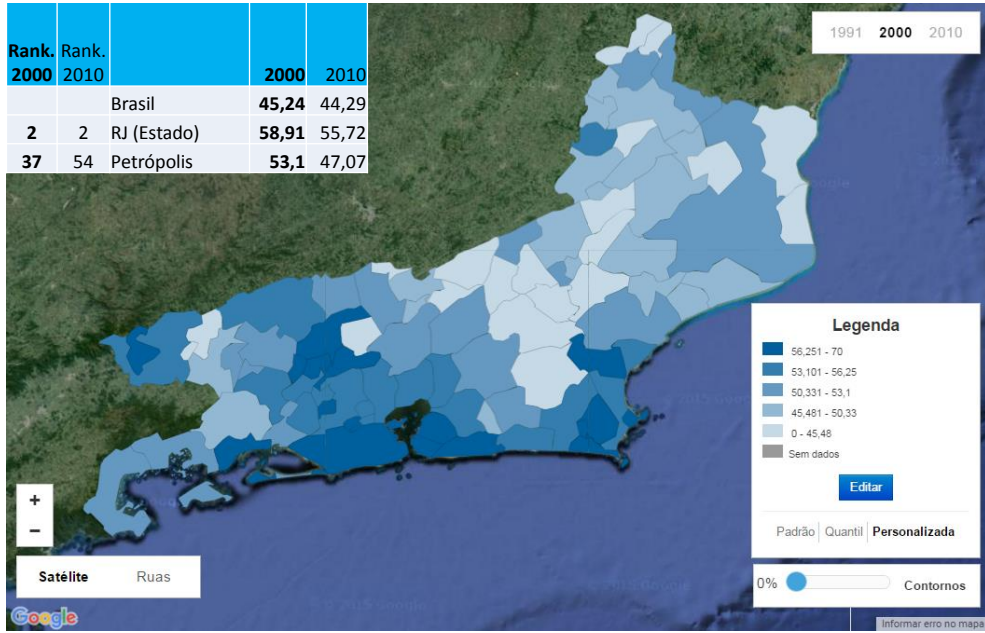 Rank. 2000 Rank. 2010 2000 2010
Brasil 45,24 44,29
2 2 RJ (Estado) 58,91 55,72
37 54 Petrópolis 53,1 47,07
1991 2000 2010
Legenda
56,251 - 70
53,101 - 56,25
50,331 - 53,1
45,481 - 50,33
0 - 45,48
Sem dados
Editar
Padrão Quantil Personalizada
0% Contornos
+
−
Satélite Ruas
Google
Informar erro no mapa